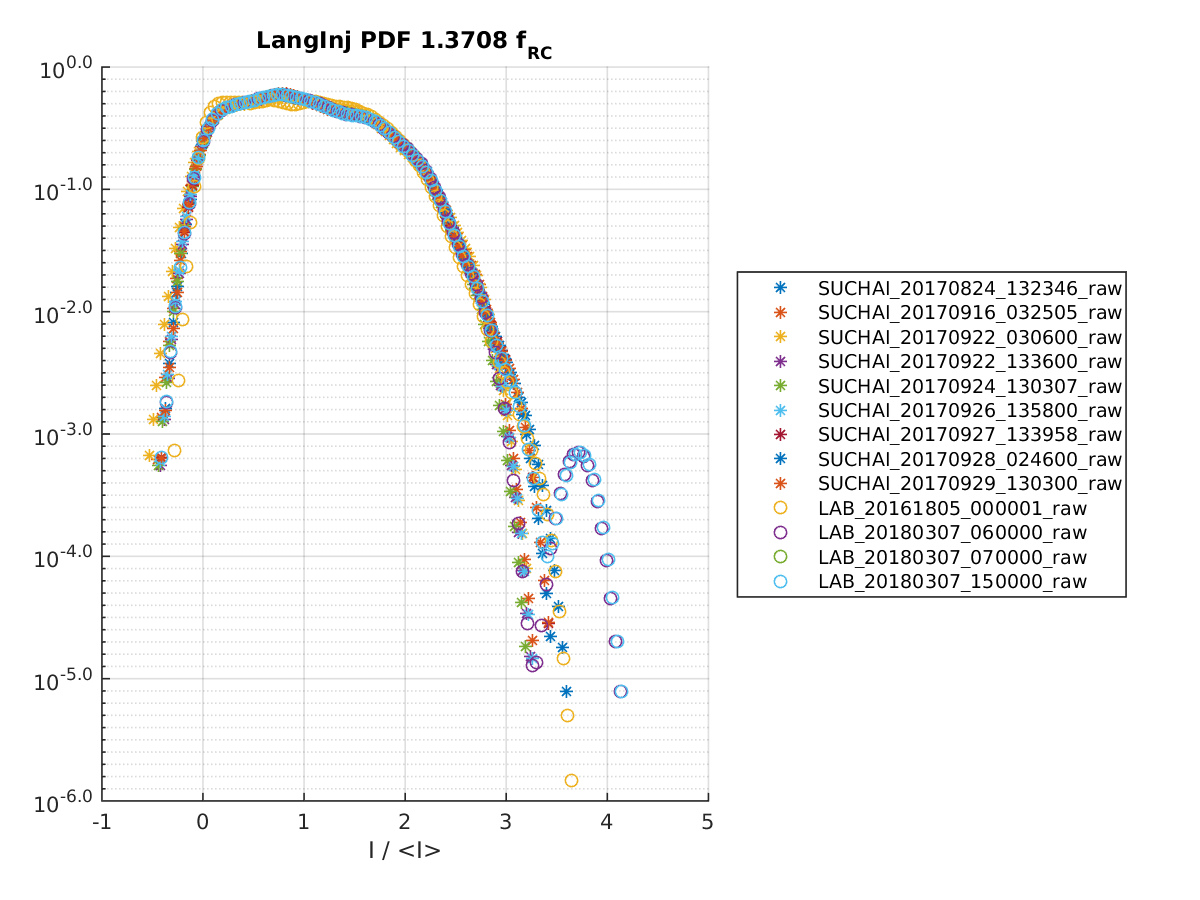 LangInj PDF 1.3708 f_RC
10^0.0
10^-1.0
10^-2.0
10^-3.0
10^-4.0
10^-5.0
10^-6.0
-1 0 1 2 3 4 5
I / <I>
SUCHAI_20170824_132346_raw
SUCHAI_20170916_032505_raw
SUCHAI_20170922_030600_raw
SUCHAI_20170922_133600_raw
SUCHAI_20170924_130307_raw
SUCHAI_20170926_135800_raw
SUCHAI_20170927_133958_raw
SUCHAI_20170928_024600_raw
SUCHAI_20170929_130300_raw
LAB_20161805_000001_raw
LAB_20180307_060000_raw
LAB_20180307_070000_raw
LAB_20180307_150000_raw